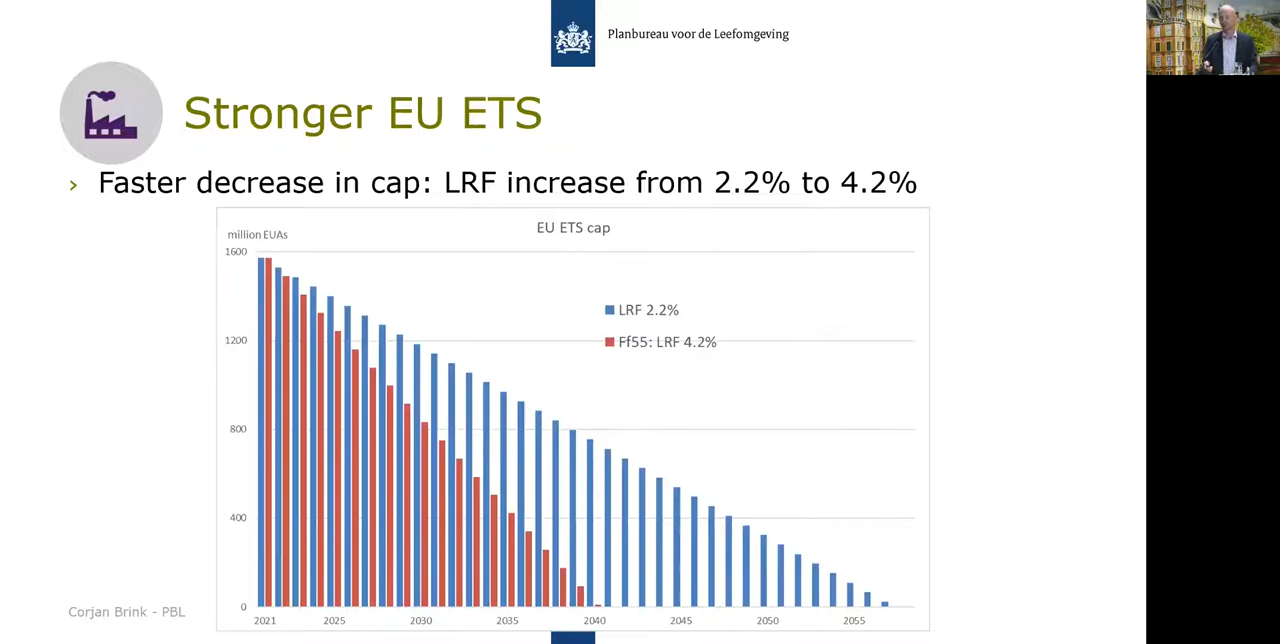 Planbureau voor de Leefomgeving
Stronger EU ETS
› Faster decrease in cap: LRF increase from 2.2% to 4.2%
EU ETS cap
million EUAs
1600
1200
800
400
0
LRF 2.2%
Ff55: LRF 4.2%
2021 2025 2030 2035 2040 2045 2050 2055
Corjan Brink - PBL